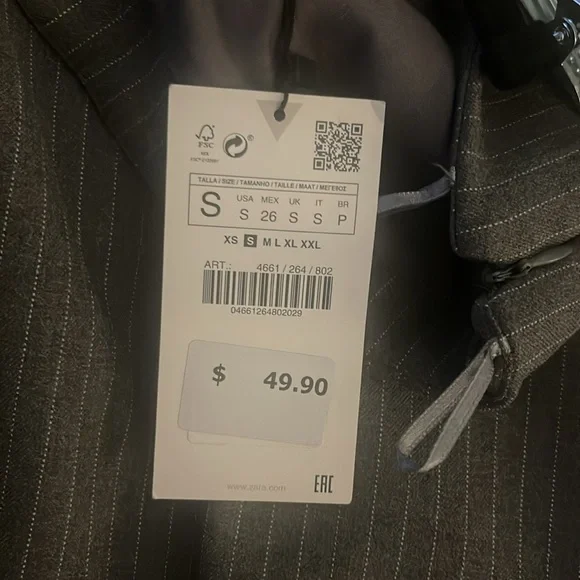 FSC
®
TALLA / SIZE / TAMANHO / TAILLE / MAAT / ΜΕΓΕΘΟΣ
S USA MEX UK IT BR
S 26 S S P
XS S M L XL XXL
ART.: 4661 / 264 / 802
04661264802029
$ 49.90
www.zara.com
EAC